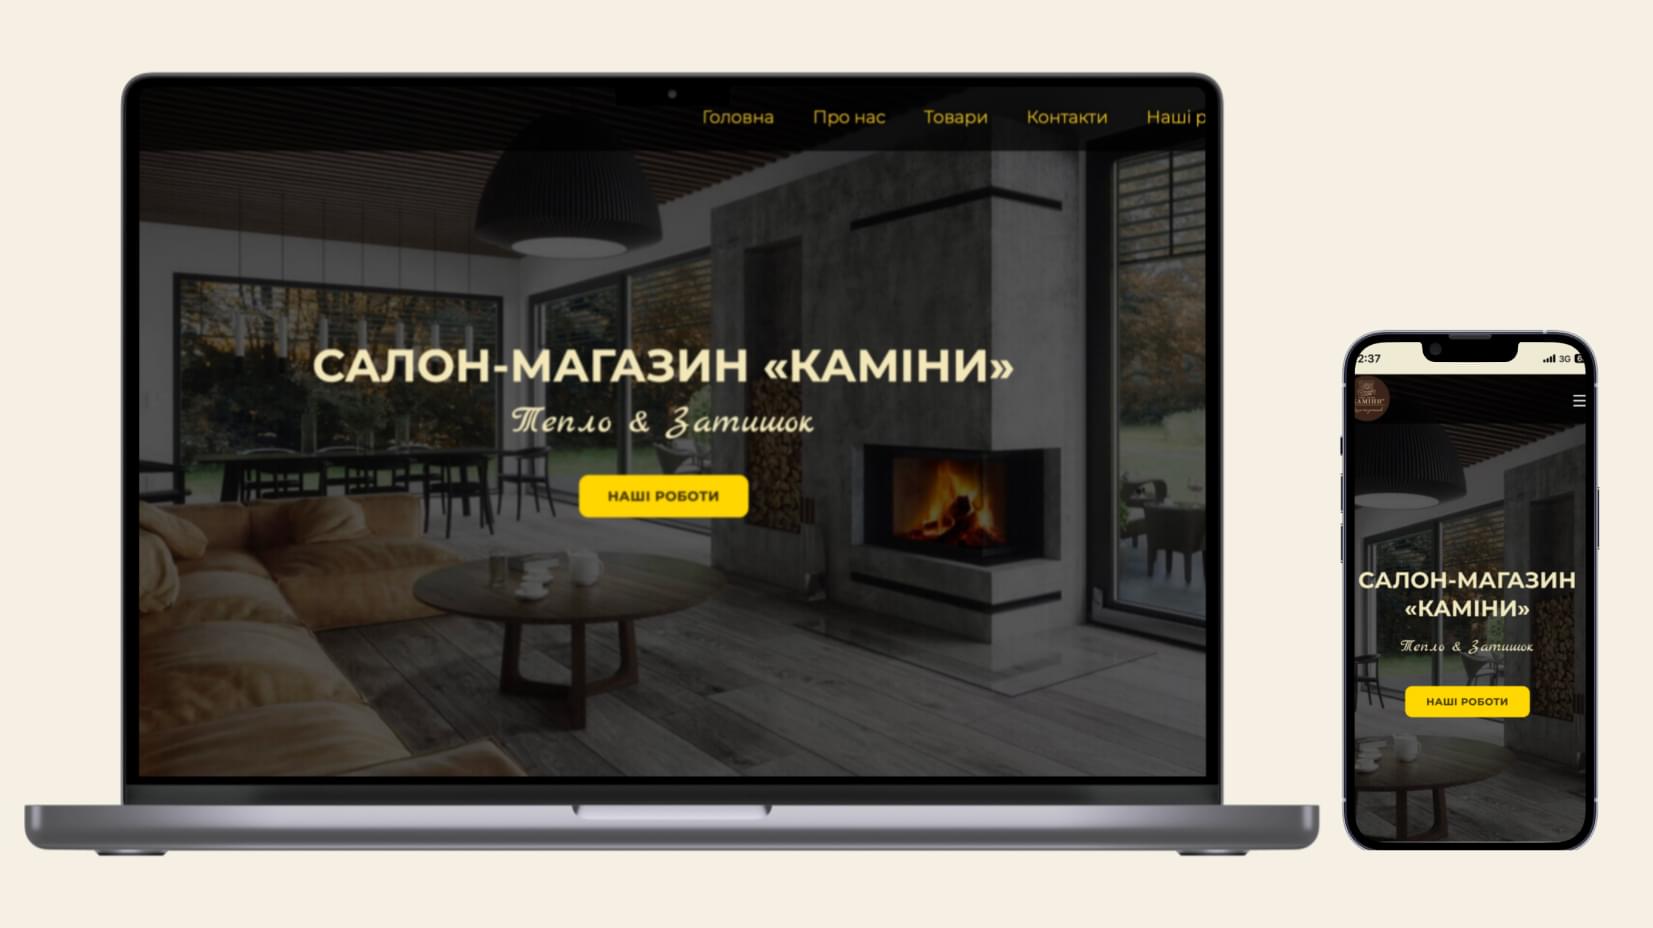 Головна Про нас Товари Контакти Наші р
САЛОН-МАГАЗИН «КАМІНИ»
Тепло & Затишок
НАШІ РОБОТИ
2:37 3G
САЛОН-МАГАЗИН
«КАМІНИ»
Тепло & Затишок
НАШІ РОБОТИ